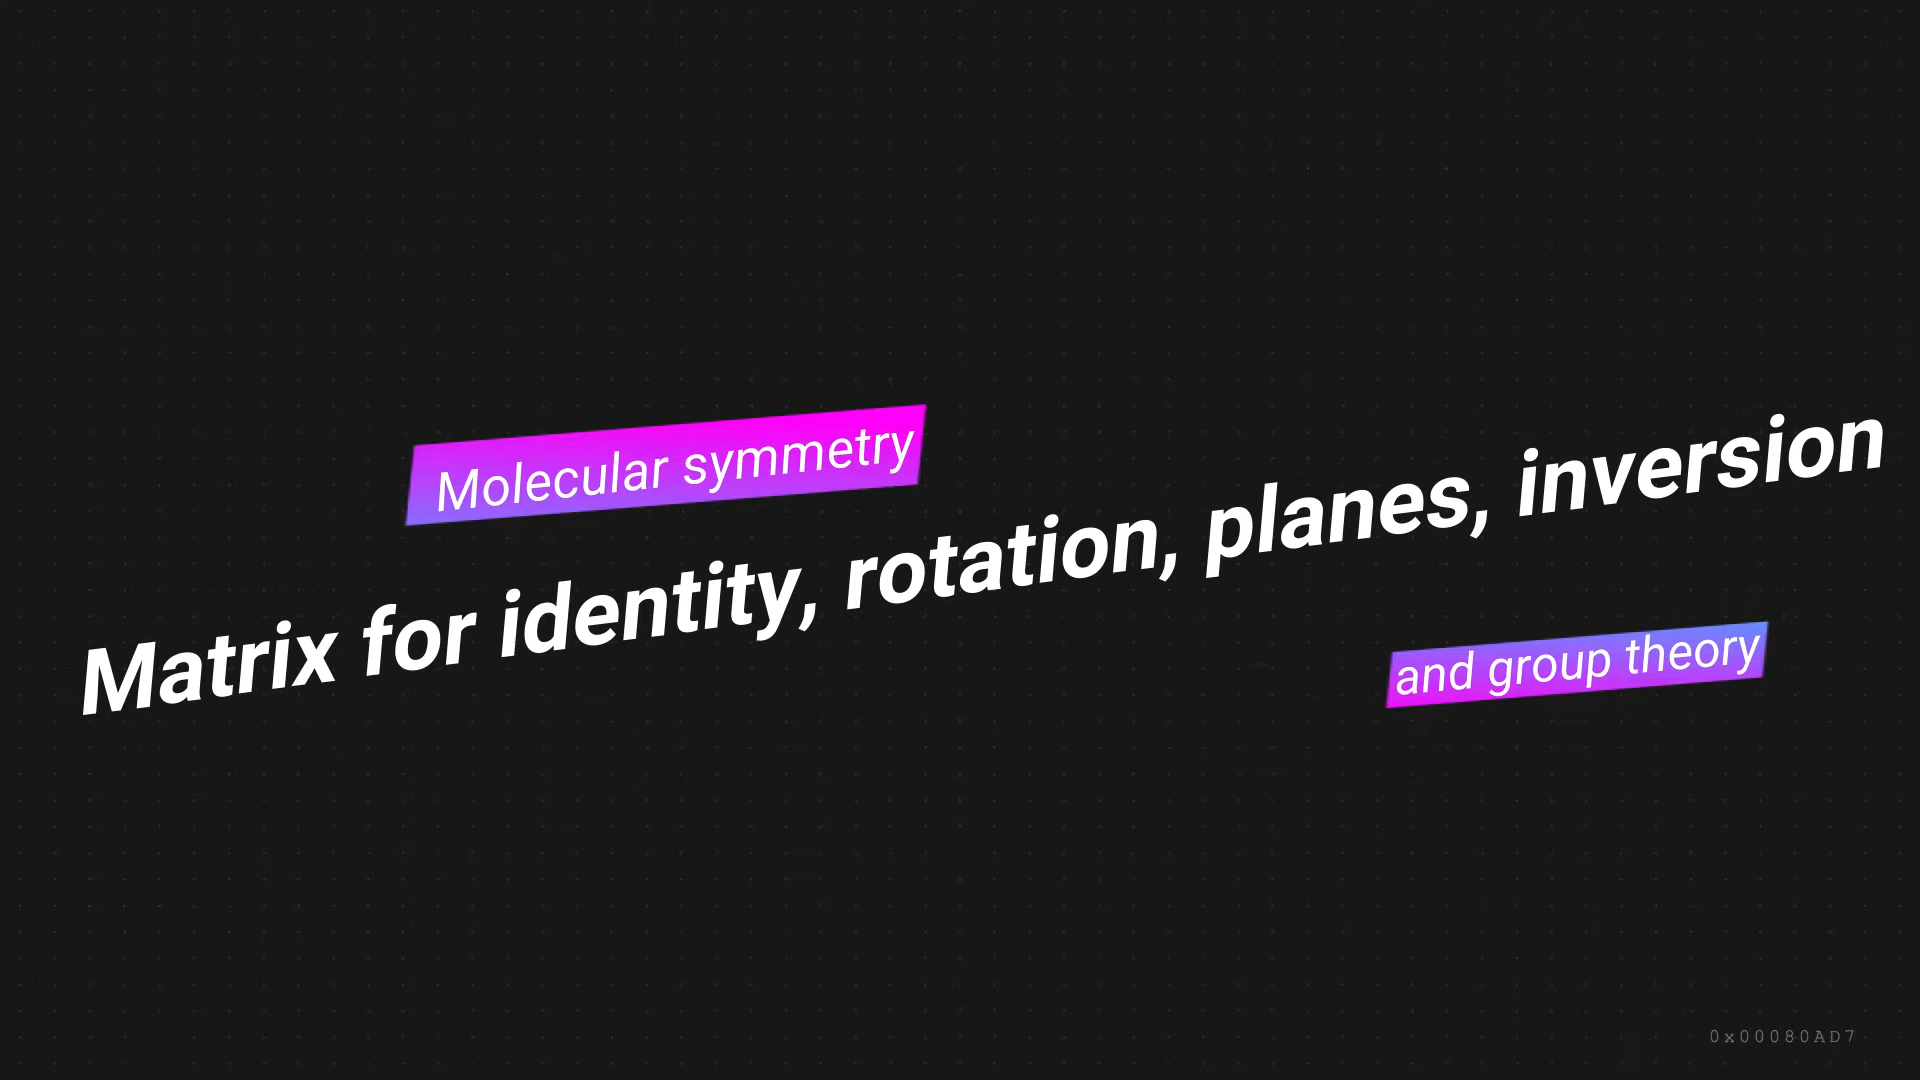 Molecular symmetry
Matrix for identity, rotation, planes, inversion
and group theory
0x00080AD7